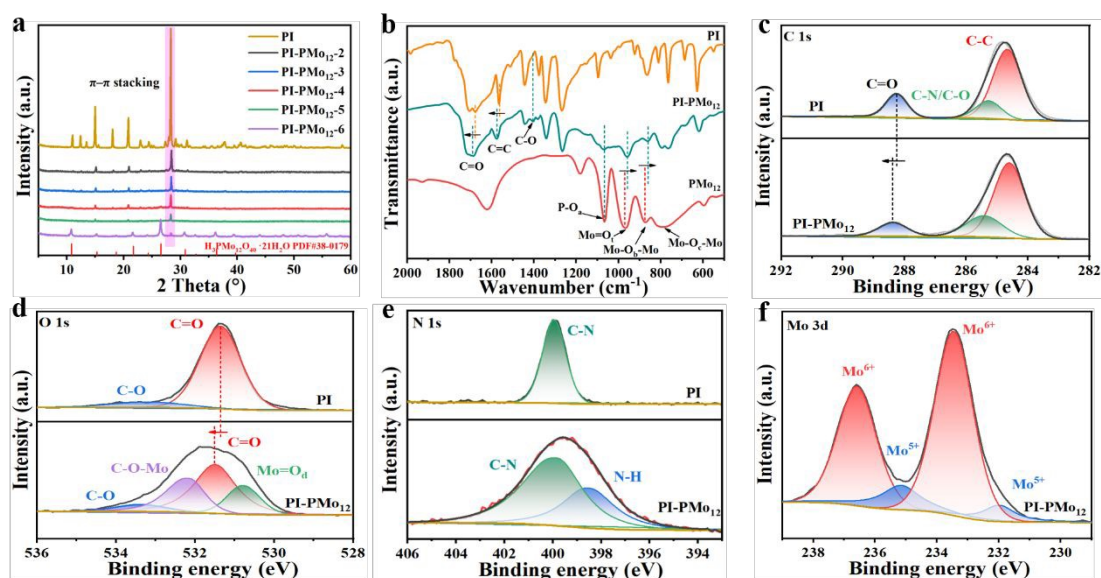 a
Intensity (a.u.)
π–π stacking
PI
PI-PMo₁₂-2
PI-PMo₁₂-3
PI-PMo₁₂-4
PI-PMo₁₂-5
PI-PMo₁₂-6
H₃PMo₁₂O₄₀ ·21H₂O PDF#38-0179
5 10 20 30 40 50 60
2 Theta (°)
b
Transmittance (a.u.)
PI
PI-PMo₁₂
C=O
C=C
C-O
PMo₁₂
P-O
Mo=O
Mo-O_b-Mo
Mo-O_c-Mo
2000 1800 1600 1400 1200 1000 800 600
Wavenumber (cm⁻¹)
c
C 1s
Intensity (a.u.)
C-C
C=O
C-N/C-O
PI
PI-PMo₁₂
292 290 288 286 284 282
Binding energy (eV)
d
O 1s
Intensity (a.u.)
C=O
C-O
PI
C=O
C-O-Mo
Mo=O_d
C-O
PI-PMo₁₂
536 534 532 530 528
Binding energy (eV)
e
N 1s
Intensity (a.u.)
C-N
PI
C-N
N-H
PI-PMo₁₂
406 404 402 400 398 396 394
Binding energy (eV)
f
Mo 3d
Intensity (a.u.)
Mo⁶⁺
Mo⁶⁺
Mo⁵⁺
Mo⁵⁺
PI-PMo₁₂
238 236 234 232 230
Binding energy (eV)